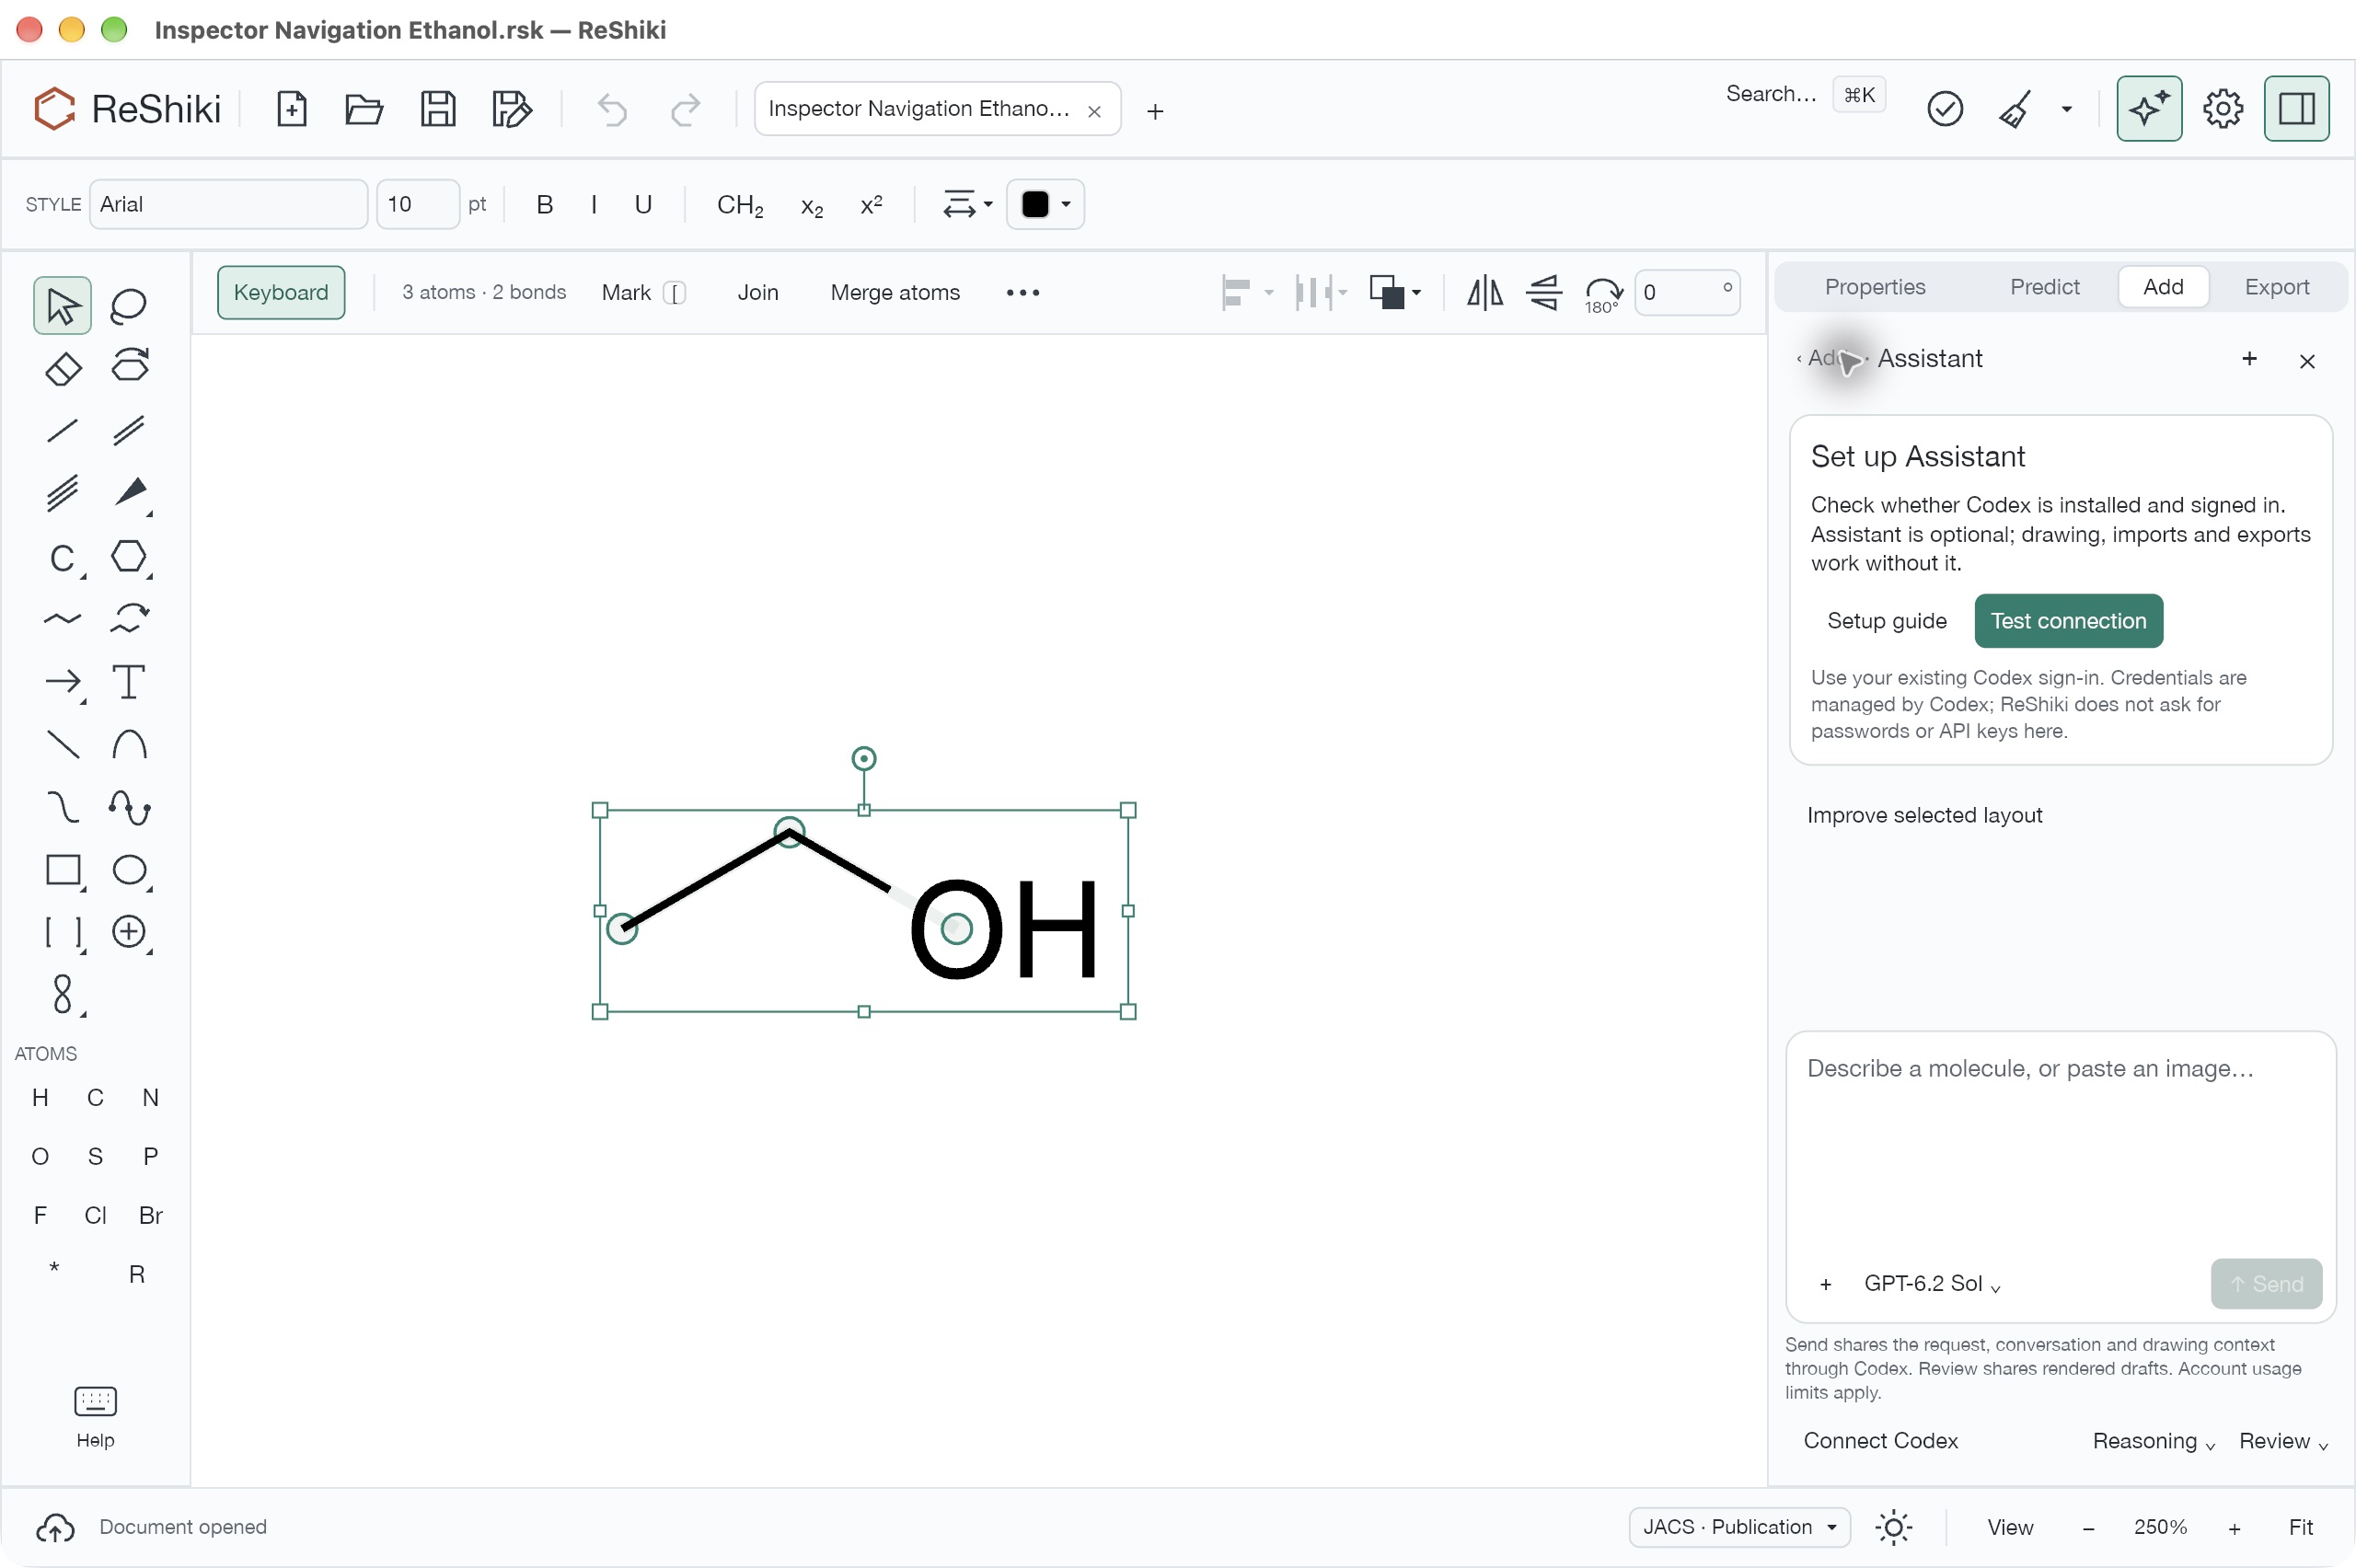 Inspector Navigation Ethanol.rsk — ReShiki
ReShiki
Inspector Navigation Ethano...
Search... ⌘K
STYLE Arial 10 pt B I U CH₂ x₂ x²
Keyboard 3 atoms · 2 bonds Mark [ Join Merge atoms •••
180° 0 °
Properties Predict Add Export
‹ Add · Assistant
Set up Assistant
Check whether Codex is installed and signed in.
Assistant is optional; drawing, imports and exports
work without it.
Setup guide Test connection
Use your existing Codex sign-in. Credentials are
managed by Codex; ReShiki does not ask for
passwords or API keys here.
Improve selected layout
C
T
OH
ATOMS
H C N
O S P
F Cl Br
* R
Help
Describe a molecule, or paste an image...
+ GPT-6.2 Sol ↑ Send
Send shares the request, conversation and drawing context
through Codex. Review shares rendered drafts. Account usage
limits apply.
Connect Codex Reasoning Review
Document opened
JACS · Publication View − 250% + Fit